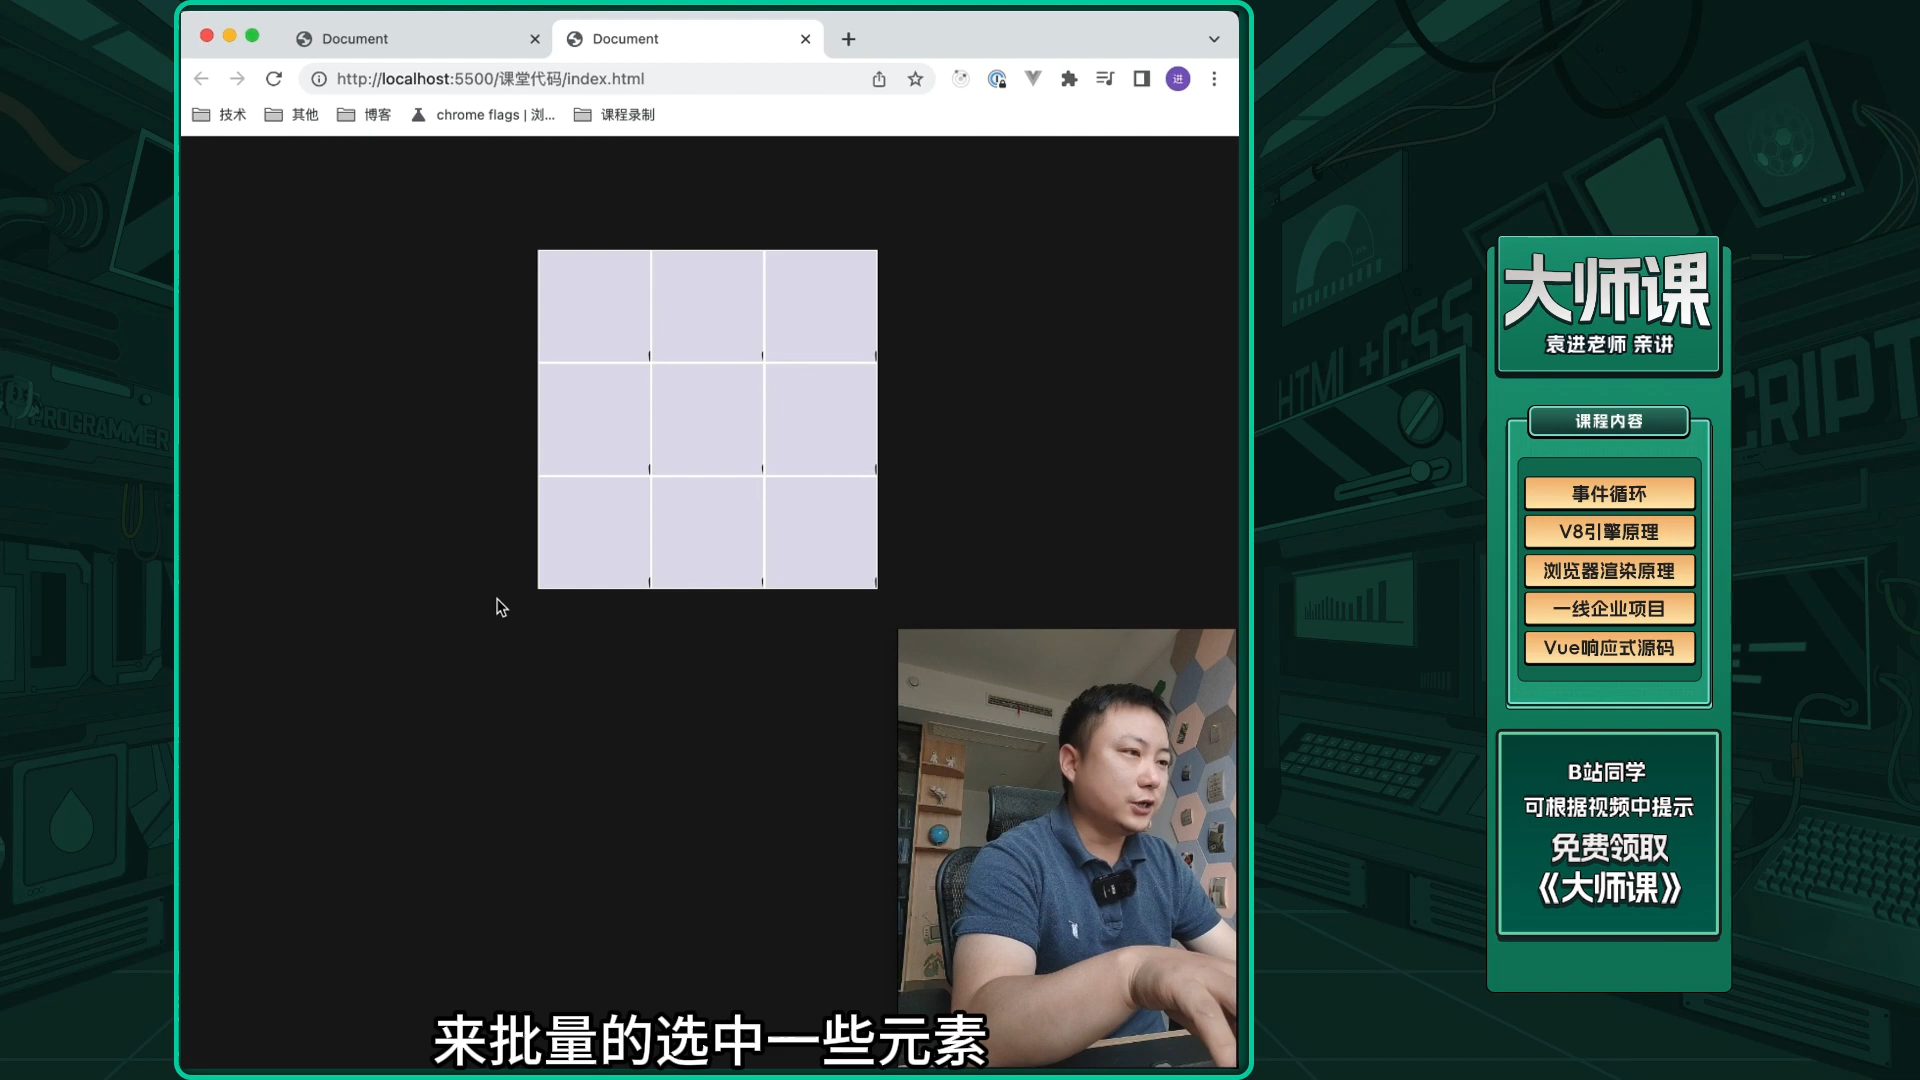 Document
Document
http://localhost:5500/课堂代码/index.html
进
技术
其他
博客
chrome flags | 浏...
课程录制
来批量的选中一些元素
大师课
袁进老师 亲讲
课程内容
事件循环
V8引擎原理
浏览器渲染原理
一线企业项目
Vue响应式源码
B站同学
可根据视频中提示
免费领取
《大师课》
PROGRAMMER
HTML+CSS
CRIPT